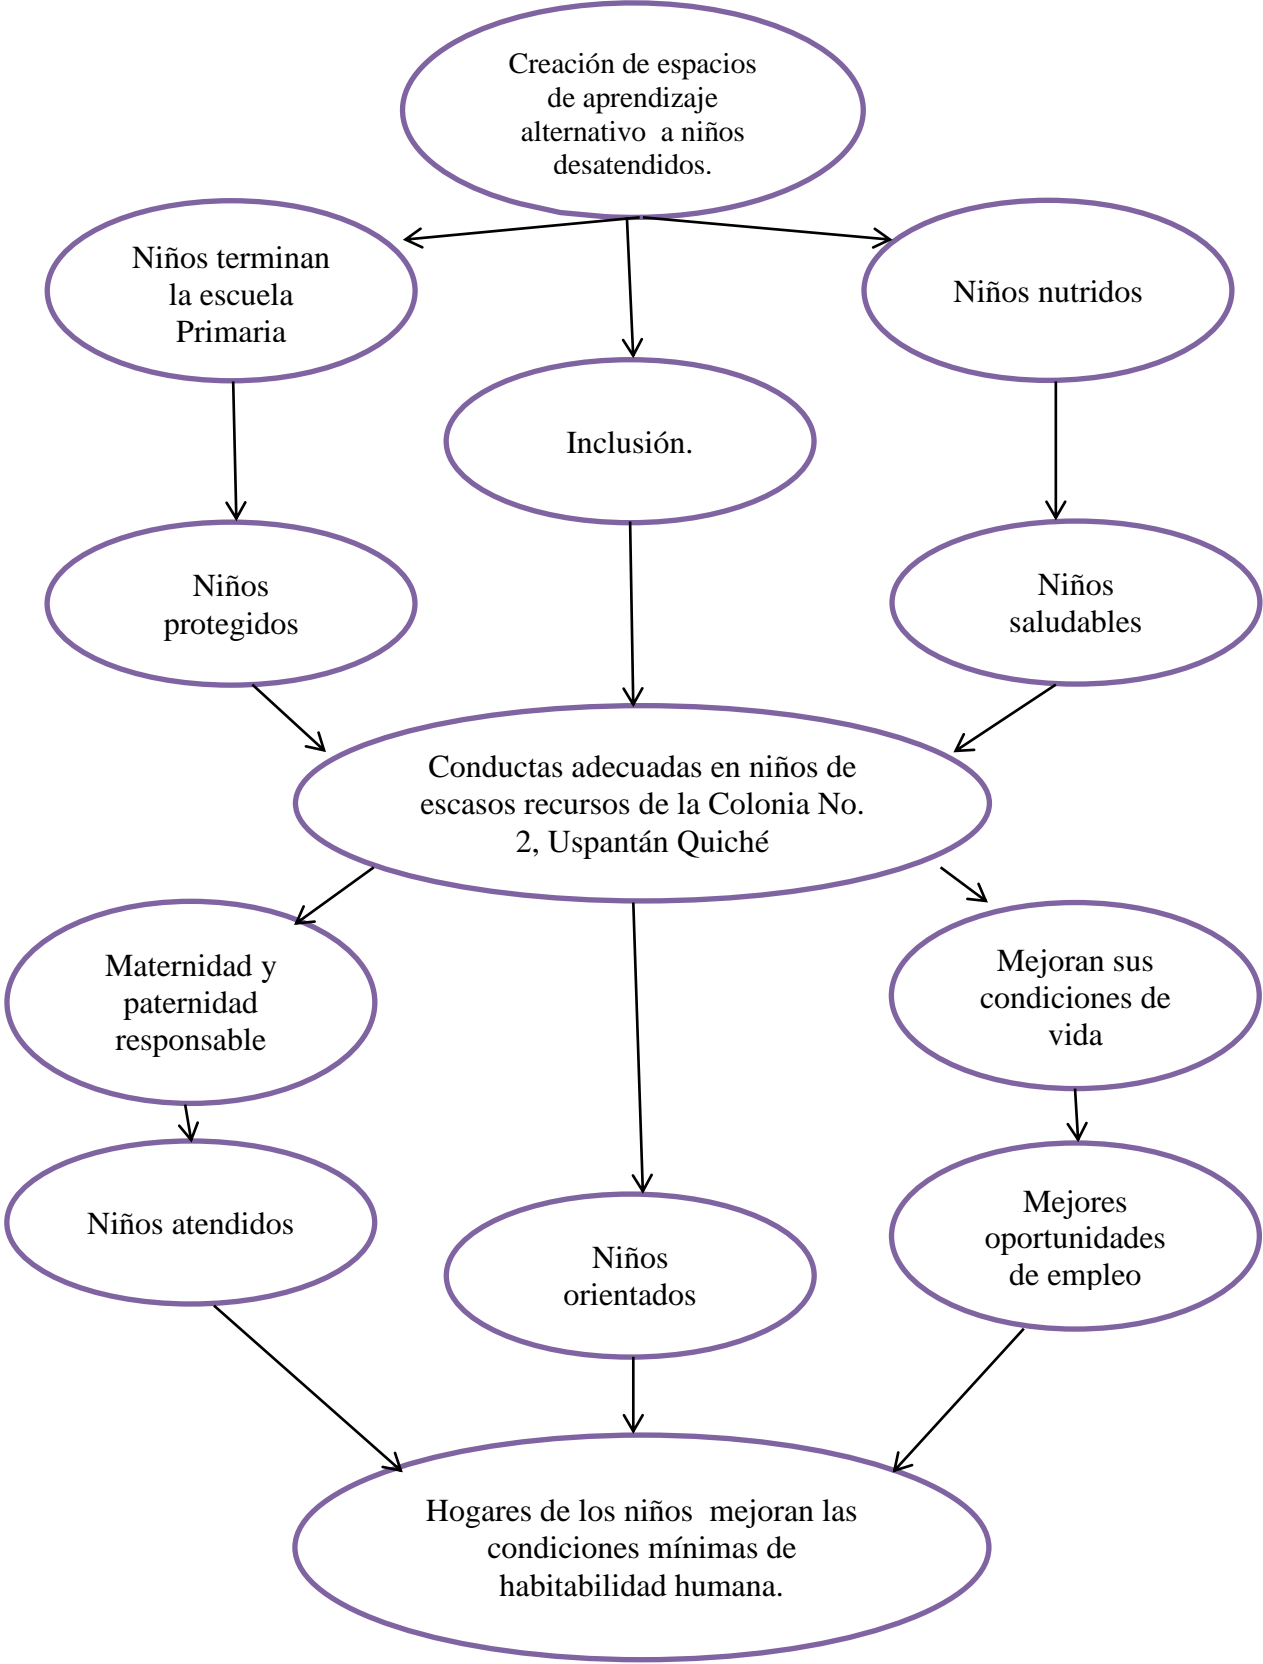 Creación de espacios
de aprendizaje
alternativo  a niños
desatendidos.
Niños terminan
la escuela
Primaria
Niños nutridos
Inclusión.
Niños
protegidos
Niños
saludables
Conductas adecuadas en niños de
escasos recursos de la Colonia No.
2, Uspantán Quiché
Maternidad y
paternidad
responsable
Mejoran sus
condiciones de
vida
Niños atendidos
Niños
orientados
Mejores
oportunidades
de empleo
Hogares de los niños  mejoran las
condiciones mínimas de
habitabilidad humana.